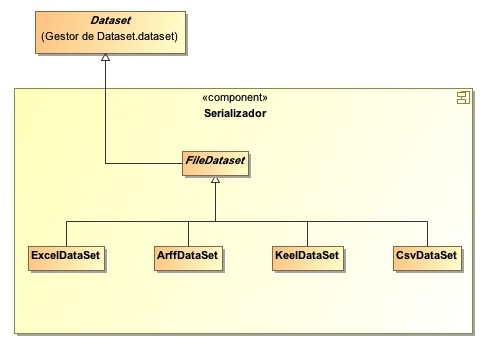 Dataset
(Gestor de Dataset.dataset)
«component»
Serializador
FileDataset
ExcelDataSet
ArffDataSet
KeelDataSet
CsvDataSet